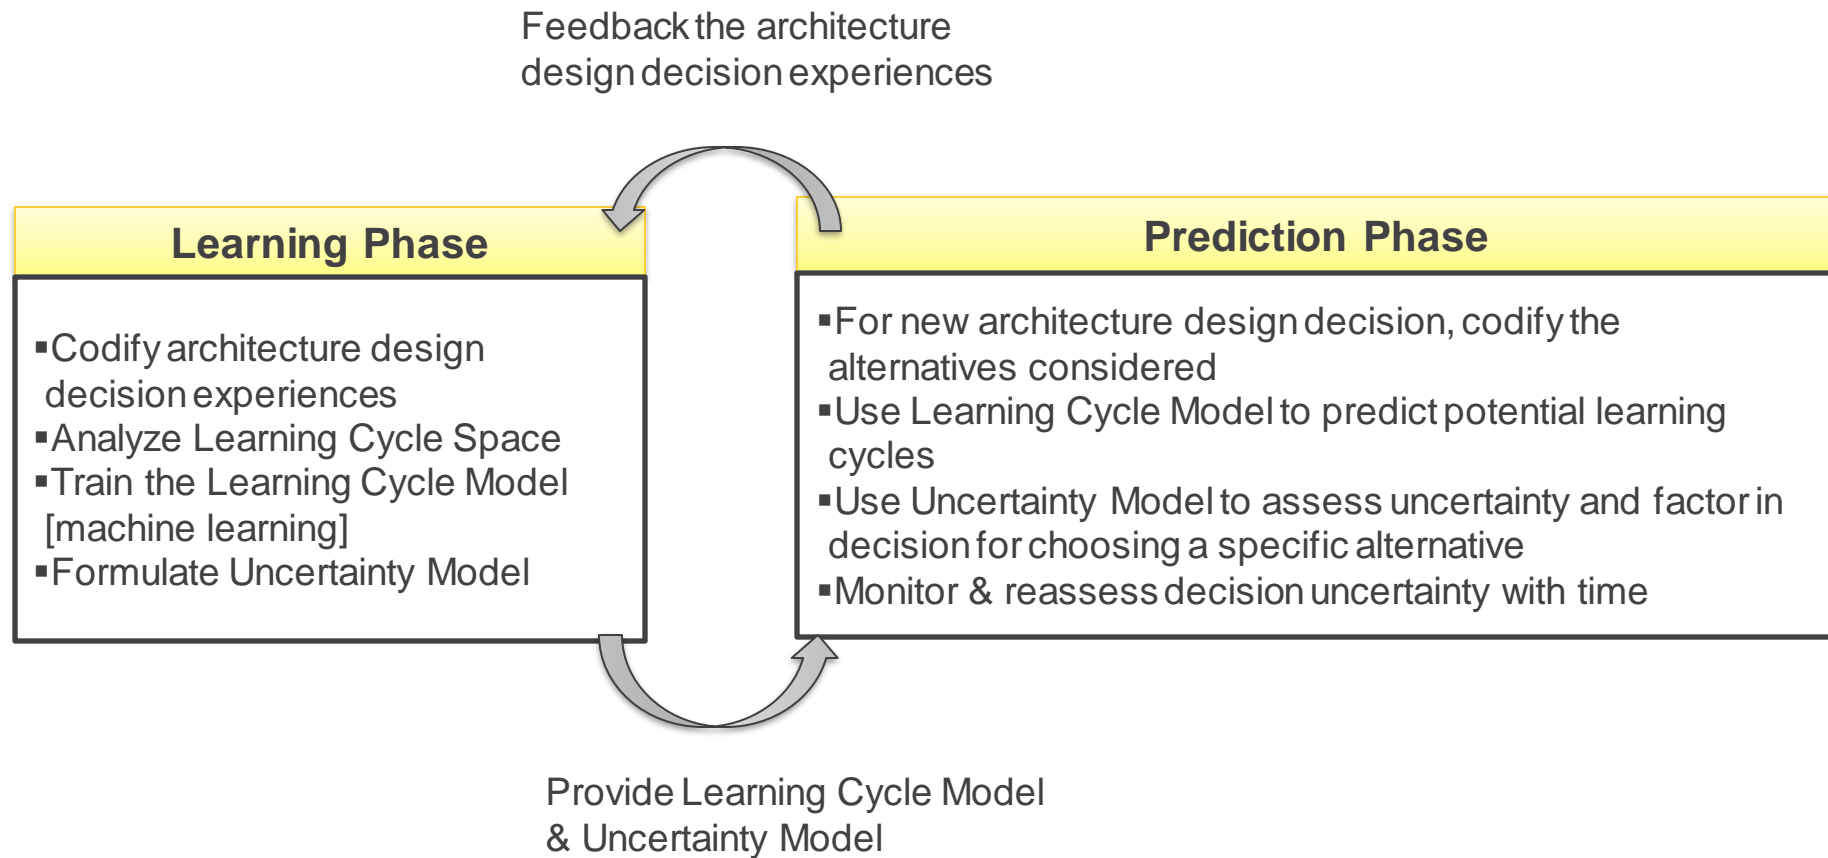 Feedback the architecture
design decision experiences
Learning Phase
▪Codify architecture design
decision experiences
▪Analyze Learning Cycle Space
▪Train the Learning Cycle Model
[machine learning]
▪Formulate Uncertainty Model
Prediction Phase
▪For new architecture design decision, codify the
alternatives considered
▪Use Learning Cycle Model to predict potential learning
cycles
▪Use Uncertainty Model to assess uncertainty and factor in
decision for choosing a specific alternative
▪Monitor & reassess decision uncertainty with time
Provide Learning Cycle Model
& Uncertainty Model